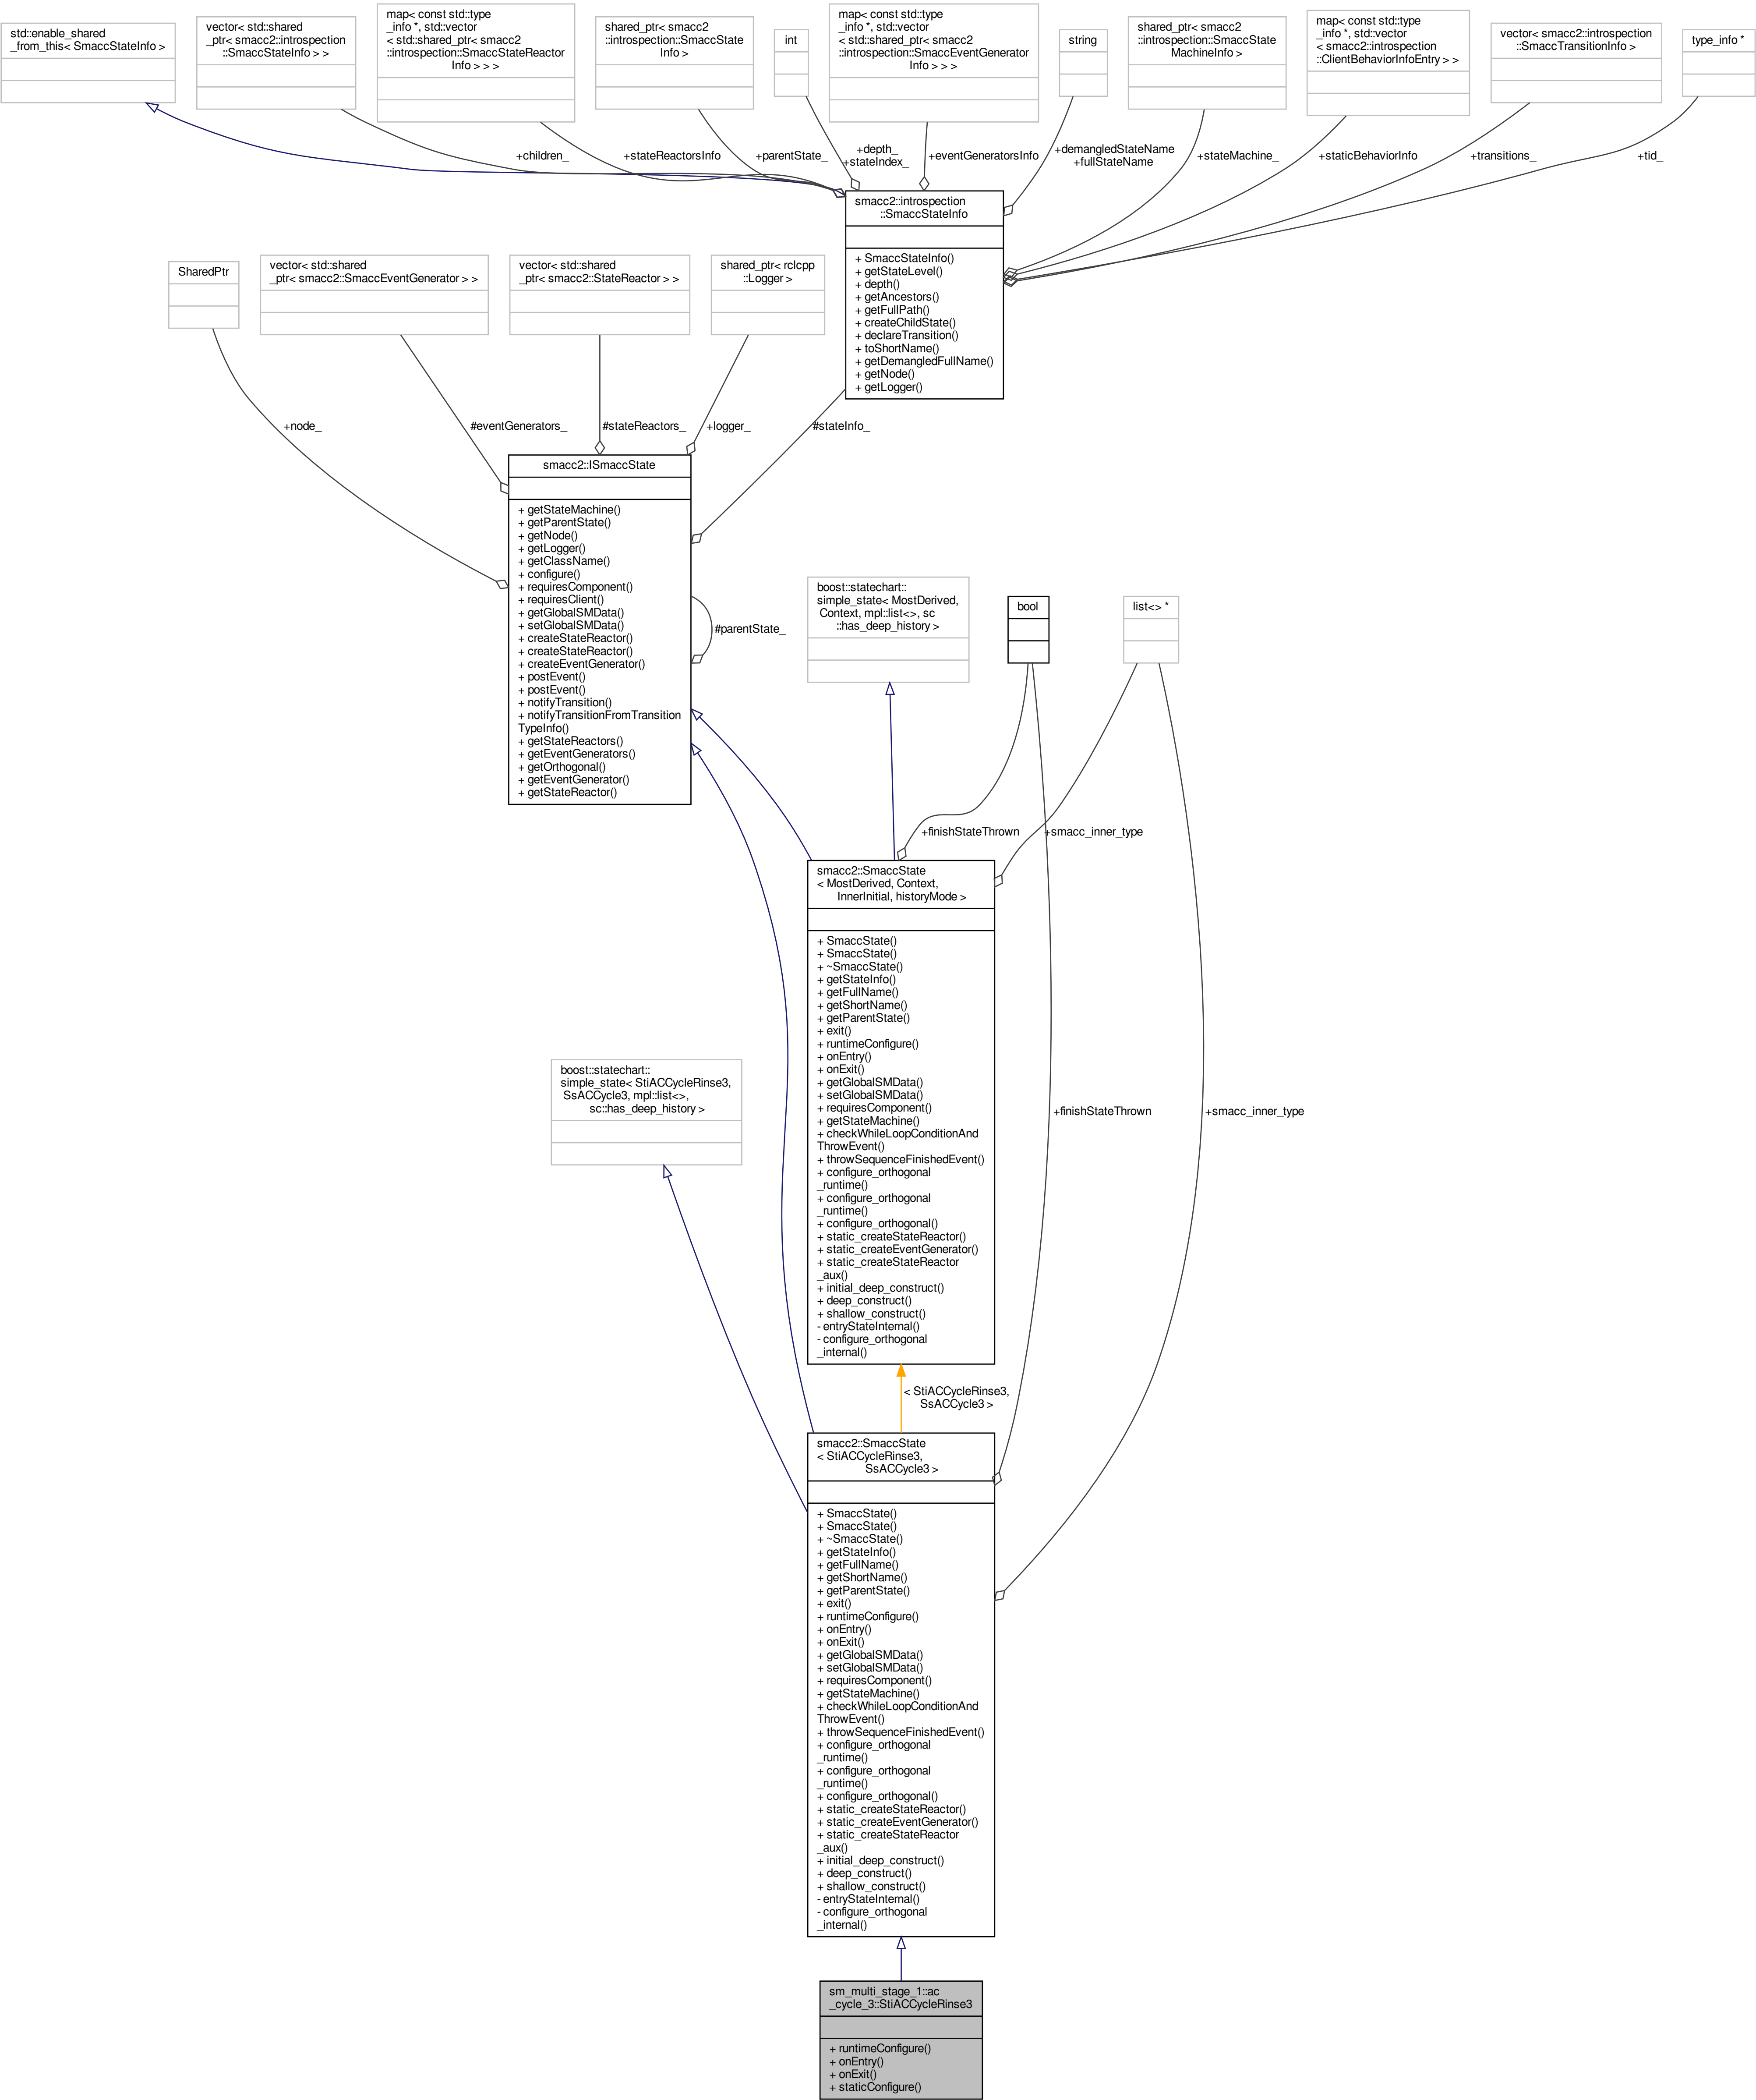 std::enable_shared
_from_this< SmaccStateInfo >
vector< std::shared
_ptr< smacc2::introspection
::SmaccStateInfo > >
map< const std::type
_info *, std::vector
< std::shared_ptr< smacc2
::introspection::SmaccStateReactor
Info > > >
shared_ptr< smacc2
::introspection::SmaccState
Info >
int
map< const std::type
_info *, std::vector
< std::shared_ptr< smacc2
::introspection::SmaccEventGenerator
Info > > >
string
shared_ptr< smacc2
::introspection::SmaccState
MachineInfo >
map< const std::type
_info *, std::vector
< smacc2::introspection
::ClientBehaviorInfoEntry > >
vector< smacc2::introspection
::SmaccTransitionInfo >
type_info *
+children_
+stateReactorsInfo
+parentState_
+depth_
+stateIndex_
+eventGeneratorsInfo
+demangledStateName
+fullStateName
+stateMachine_
+staticBehaviorInfo
+transitions_
+tid_
smacc2::introspection
::SmaccStateInfo
+ SmaccStateInfo()
+ getStateLevel()
+ depth()
+ getAncestors()
+ getFullPath()
+ createChildState()
+ declareTransition()
+ toShortName()
+ getDemangledFullName()
+ getNode()
+ getLogger()
SharedPtr
vector< std::shared
_ptr< smacc2::SmaccEventGenerator > >
vector< std::shared
_ptr< smacc2::StateReactor > >
shared_ptr< rclcpp
::Logger >
+node_
#eventGenerators_
#stateReactors_
+logger_
#stateInfo_
smacc2::ISmaccState
+ getStateMachine()
+ getParentState()
+ getNode()
+ getLogger()
+ getClassName()
+ configure()
+ requiresComponent()
+ requiresClient()
+ getGlobalSMData()
+ setGlobalSMData()
+ createStateReactor()
+ createStateReactor()
+ createEventGenerator()
+ postEvent()
+ postEvent()
+ notifyTransition()
+ notifyTransitionFromTransition
TypeInfo()
+ getStateReactors()
+ getEventGenerators()
+ getOrthogonal()
+ getEventGenerator()
+ getStateReactor()
#parentState_
boost::statechart::
simple_state< MostDerived,
Context, mpl::list<>, sc
::has_deep_history >
bool
list<> *
+finishStateThrown
+smacc_inner_type
smacc2::SmaccState
< MostDerived, Context,
InnerInitial, historyMode >
+ SmaccState()
+ SmaccState()
+ ~SmaccState()
+ getStateInfo()
+ getFullName()
+ getShortName()
+ getParentState()
+ exit()
+ runtimeConfigure()
+ onEntry()
+ onExit()
+ getGlobalSMData()
+ setGlobalSMData()
+ requiresComponent()
+ getStateMachine()
+ checkWhileLoopConditionAnd
ThrowEvent()
+ throwSequenceFinishedEvent()
+ configure_orthogonal
_runtime()
+ configure_orthogonal
_runtime()
+ configure_orthogonal()
+ static_createStateReactor()
+ static_createEventGenerator()
+ static_createStateReactor
_aux()
+ initial_deep_construct()
+ deep_construct()
+ shallow_construct()
- entryStateInternal()
- configure_orthogonal
_internal()
boost::statechart::
simple_state< StiACCycleRinse3,
SsACCycle3, mpl::list<>,
sc::has_deep_history >
+finishStateThrown
+smacc_inner_type
< StiACCycleRinse3,
SsACCycle3 >
smacc2::SmaccState
< StiACCycleRinse3,
SsACCycle3 >
+ SmaccState()
+ SmaccState()
+ ~SmaccState()
+ getStateInfo()
+ getFullName()
+ getShortName()
+ getParentState()
+ exit()
+ runtimeConfigure()
+ onEntry()
+ onExit()
+ getGlobalSMData()
+ setGlobalSMData()
+ requiresComponent()
+ getStateMachine()
+ checkWhileLoopConditionAnd
ThrowEvent()
+ throwSequenceFinishedEvent()
+ configure_orthogonal
_runtime()
+ configure_orthogonal
_runtime()
+ configure_orthogonal()
+ static_createStateReactor()
+ static_createEventGenerator()
+ static_createStateReactor
_aux()
+ initial_deep_construct()
+ deep_construct()
+ shallow_construct()
- entryStateInternal()
- configure_orthogonal
_internal()
sm_multi_stage_1::ac
_cycle_3::StiACCycleRinse3
+ runtimeConfigure()
+ onEntry()
+ onExit()
+ staticConfigure()